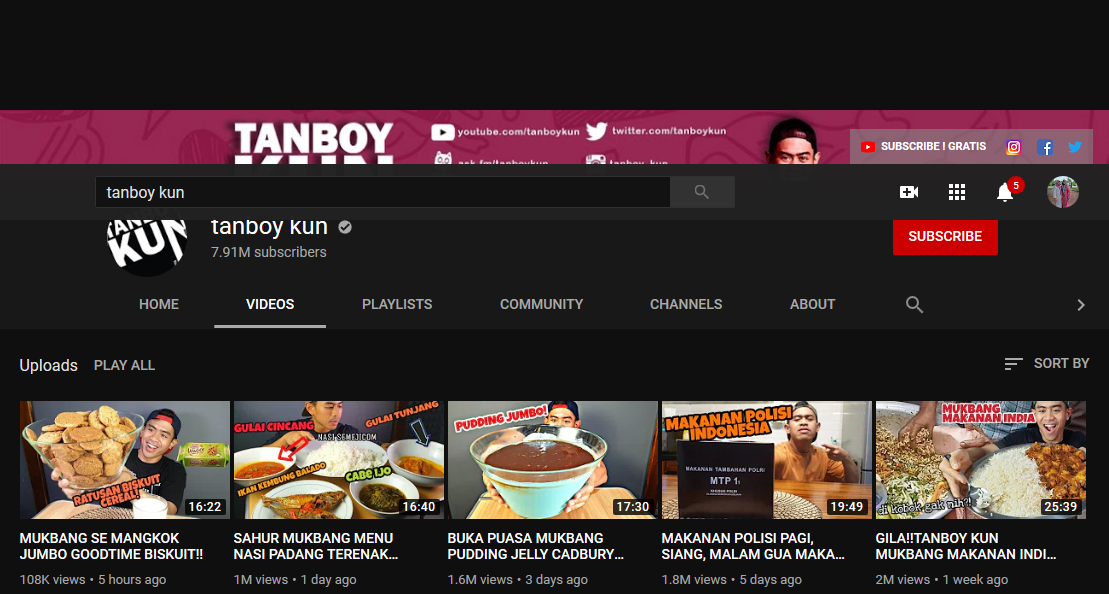 TANBOY
KUN
youtube.com/tanboykun
twitter.com/tanboykun
ask.fm/tanboykun
tanboy_kun
SUBSCRIBE ! GRATIS
tanboy kun
5
TANBOY
KUN
tanboy kun
7.91M subscribers
SUBSCRIBE
HOME
VIDEOS
PLAYLISTS
COMMUNITY
CHANNELS
ABOUT
Uploads
PLAY ALL
SORT BY
RATUSAN BISKUIT
CEREAL!
16:22
GULAI CINCANG
GULAI TUNJANG
NASI SEMEJI.COM
IKAN KEMBUNG BALADO
CABE IJO
16:40
PUDDING JUMBO!
17:30
MAKANAN POLISI
INDONESIA
MAKANAN TAMBAHAN POLRI
MTP 1
19:49
MUKBANG
MAKANAN INDIA
di kobok gak nih?!
25:39
MUKBANG SE MANGKOK
JUMBO GOODTIME BISKUIT!!
108K views • 5 hours ago
SAHUR MUKBANG MENU
NASI PADANG TERENAK...
1M views • 1 day ago
BUKA PUASA MUKBANG
PUDDING JELLY CADBURY...
1.6M views • 3 days ago
MAKANAN POLISI PAGI,
SIANG, MALAM GUA MAKA...
1.8M views • 5 days ago
GILA!!TANBOY KUN
MUKBANG MAKANAN INDI...
2M views • 1 week ago